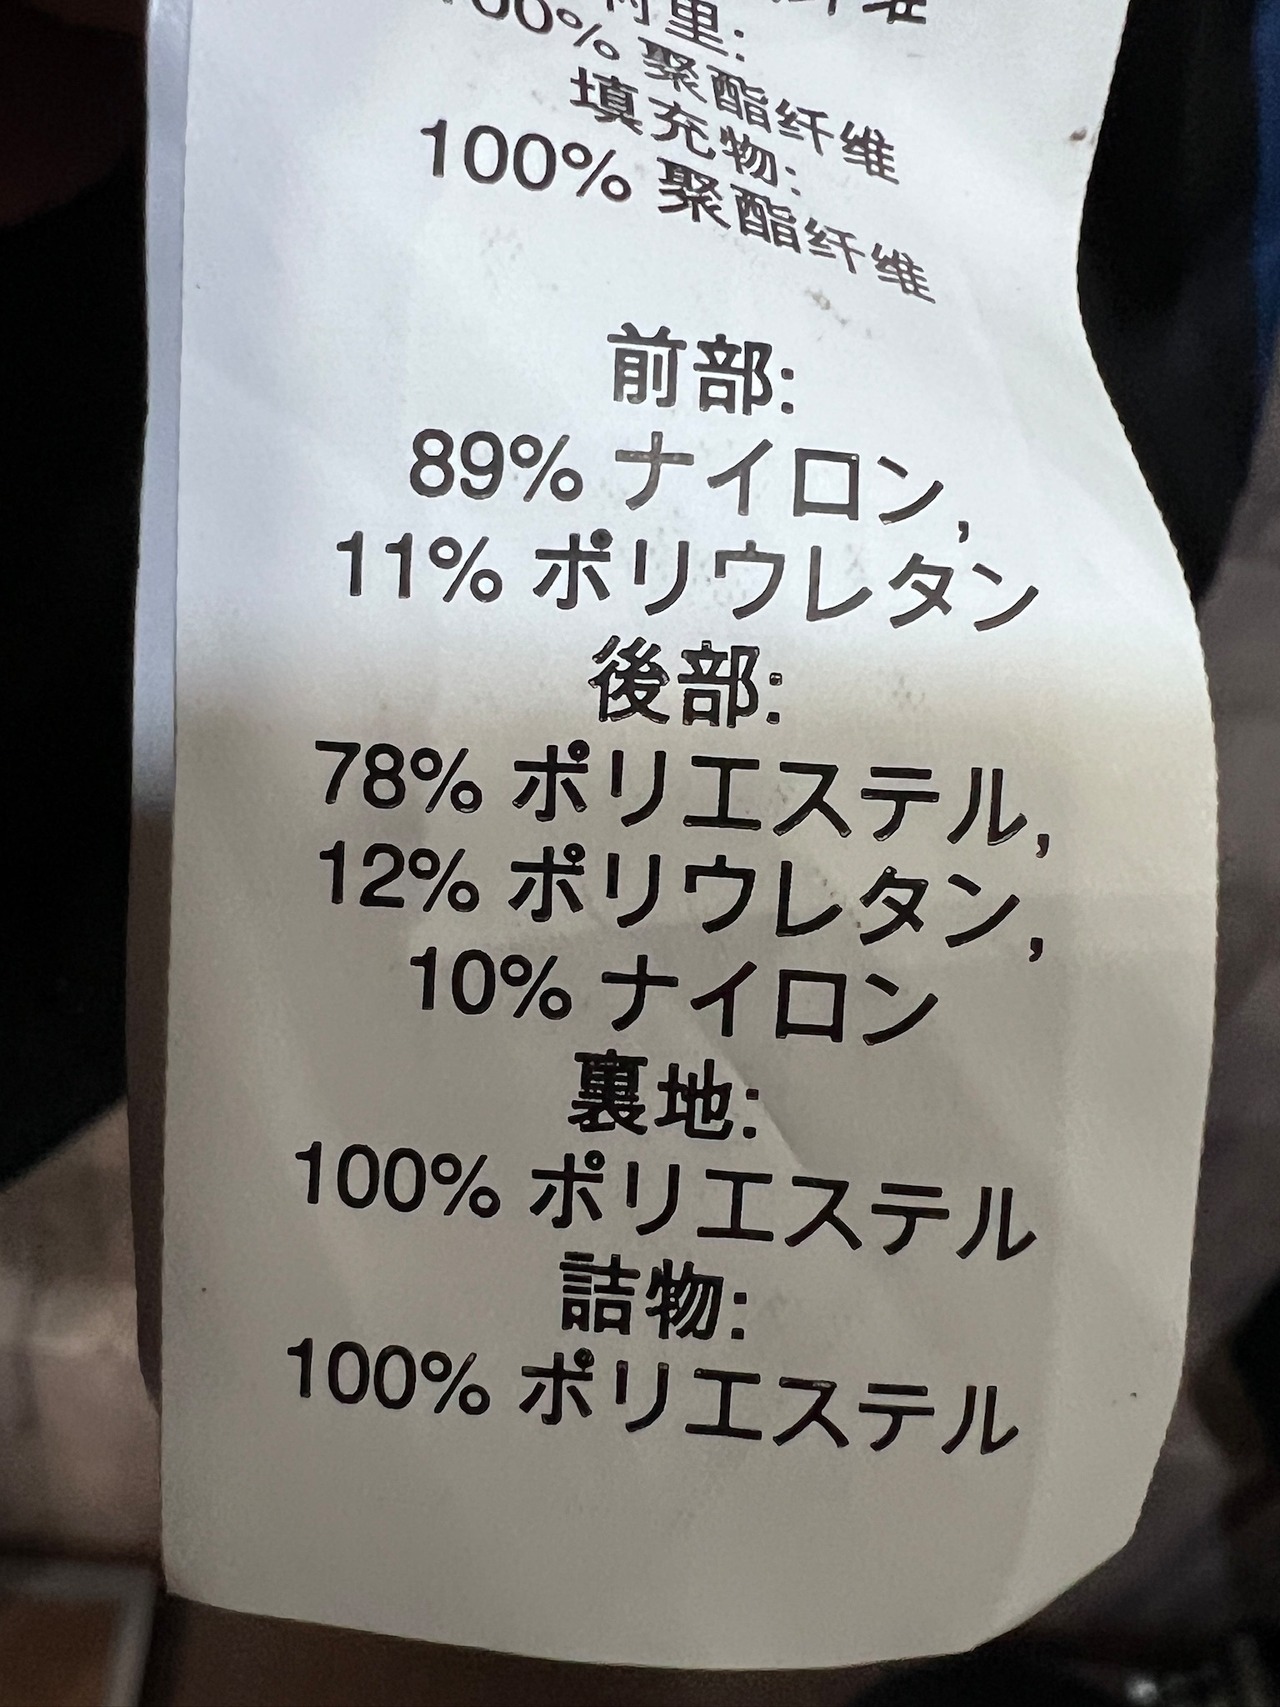 100%
聚酯纤维
填充物:
100% 聚酯纤维
前部:
89% ナイロン,
11% ポリウレタン
後部:
78% ポリエステル,
12% ポリウレタン,
10% ナイロン
裏地:
100% ポリエステル
詰物:
100% ポリエステル